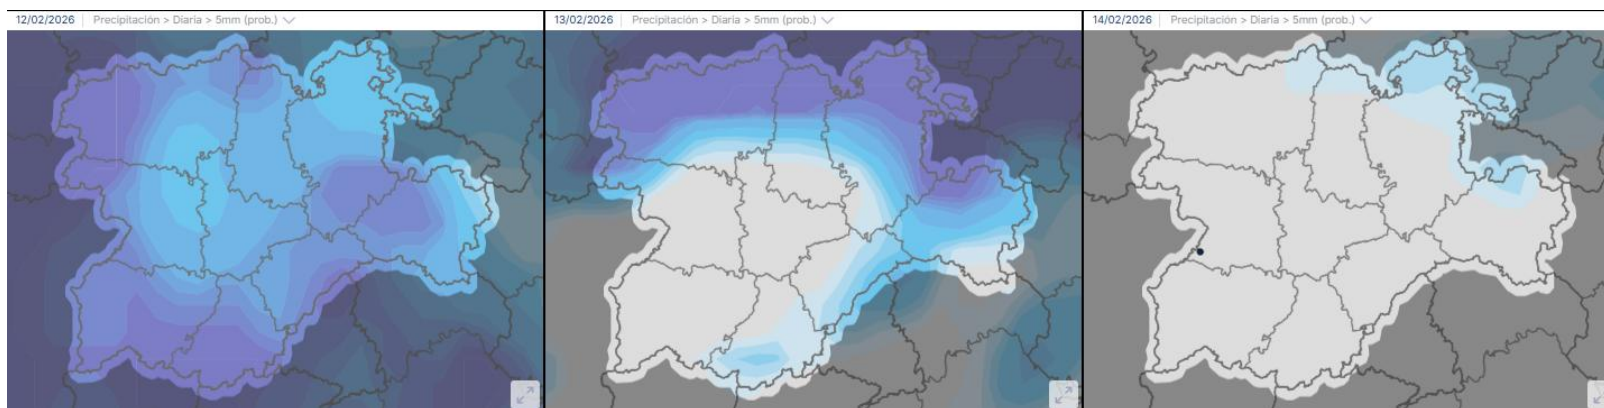 12/02/2026 Precipitación > Diaria > 5mm (prob.)
13/02/2026 Precipitación > Diaria > 5mm (prob.)
14/02/2026 Precipitación > Diaria > 5mm (prob.)